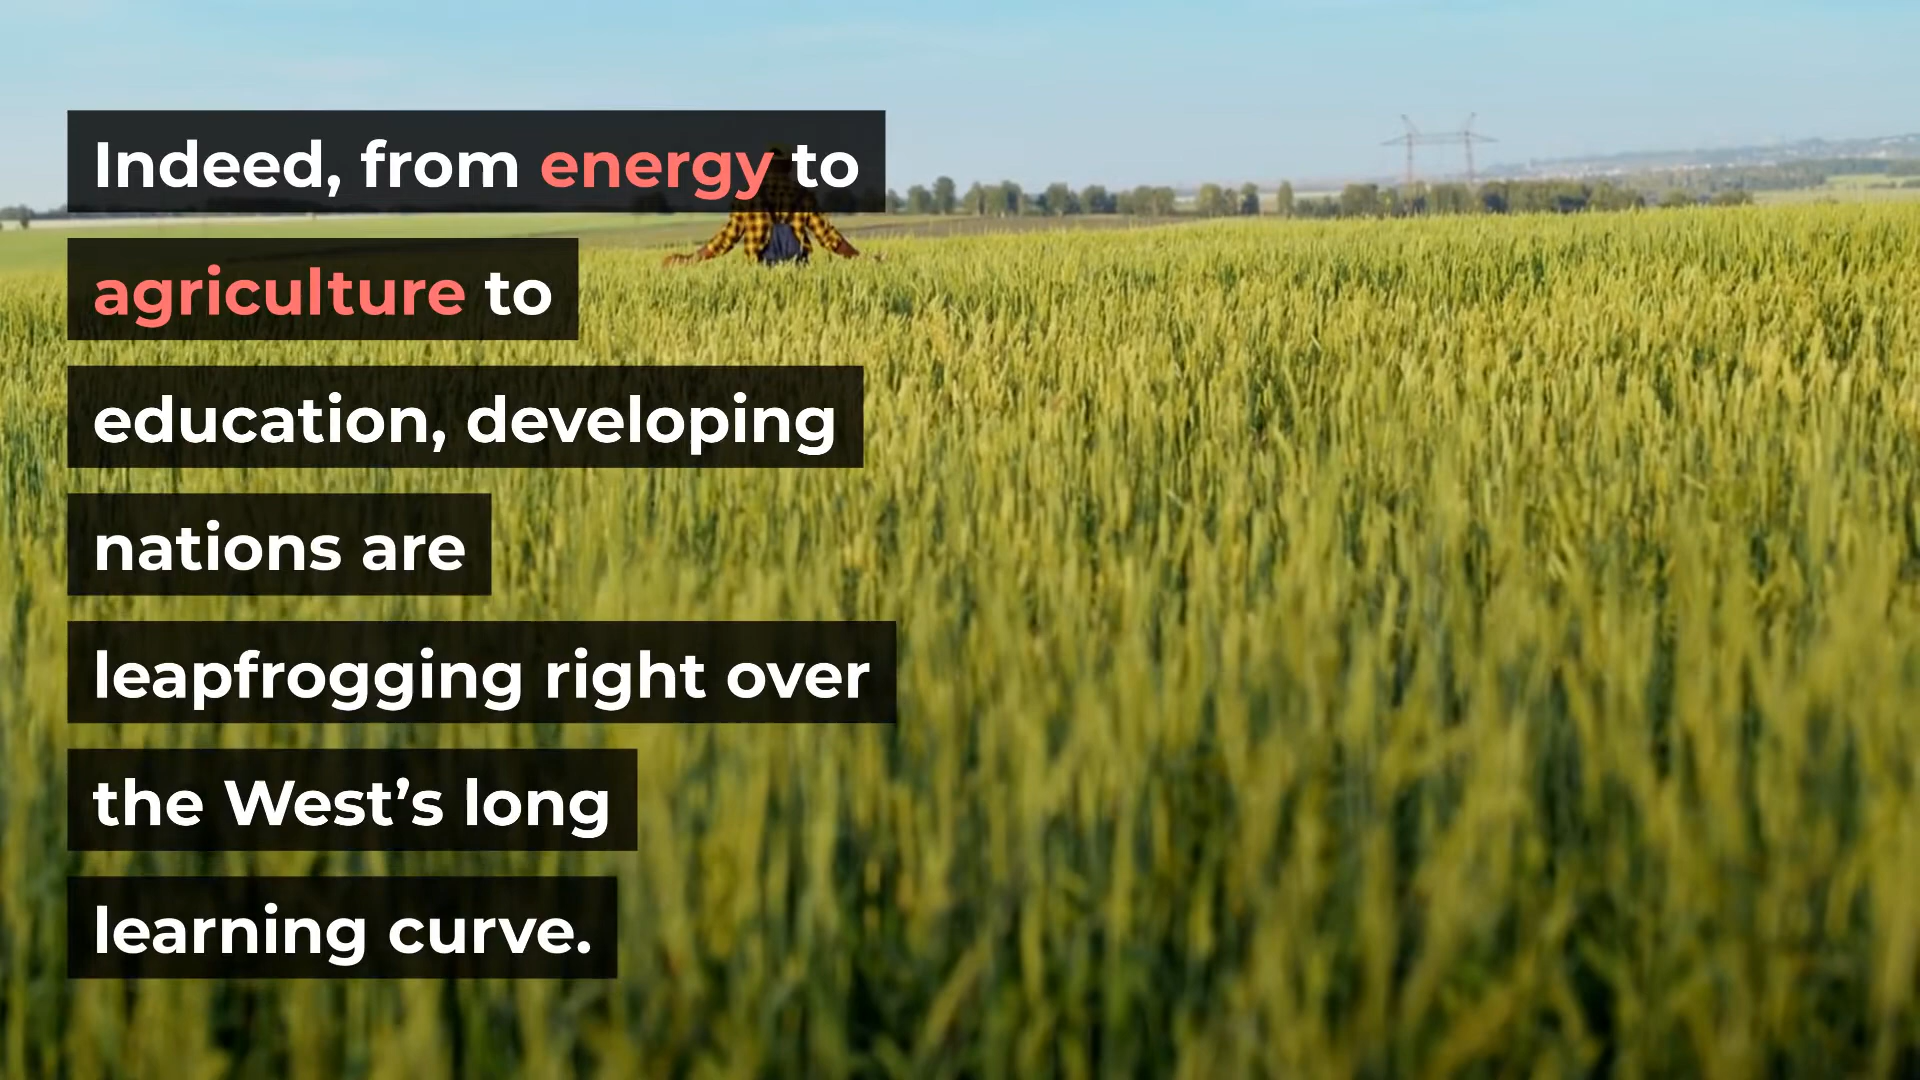 Indeed, from energy to
agriculture to
education, developing
nations are
leapfrogging right over
the West’s long
learning curve.